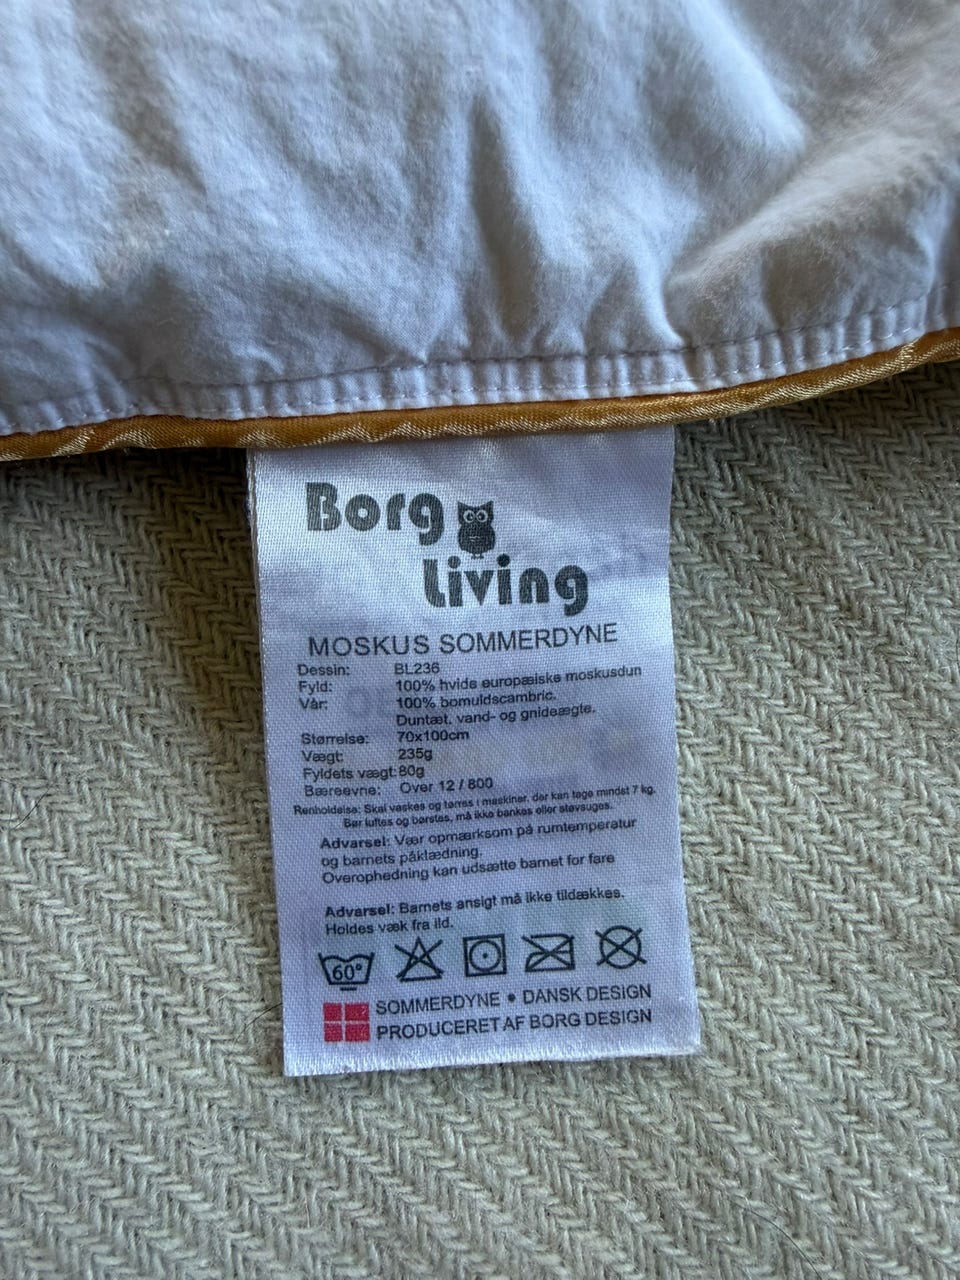 Borg
Living
MOSKUS SOMMERDYNE
Dessin: BL236
Fyld: 100% hvide europæiske moskusdun
Vår: 100% bomuldscambric.
Duntæt, vand- og gnideægte.
Størrelse: 70x100cm
Vægt: 235g
Fyldets vægt: 80g
Bæreevne: Over 12 / 800
Renholdelse: Skal vaskes og tørres i maskiner, der kan tage mindst 7 kg.
Bør luftes og børstes, må ikke bankes eller støvsuges.
Advarsel: Vær opmærksom på rumtemperatur
og barnets påklædning.
Overophedning kan udsætte barnet for fare
Advarsel: Barnets ansigt må ikke tildækkes.
Holdes væk fra ild.
60°
SOMMERDYNE • DANSK DESIGN
PRODUCERET AF BORG DESIGN